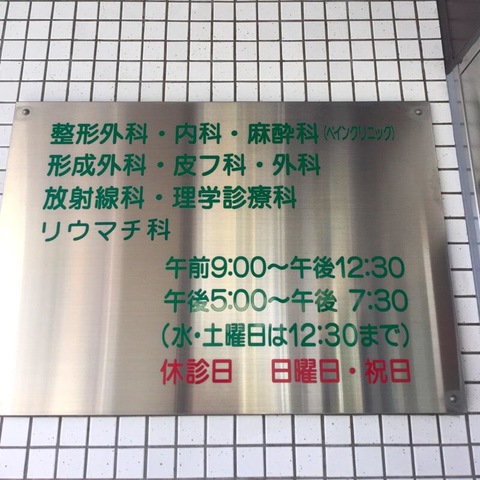 整形外科・内科・麻酔科(ペインクリニック)
形成外科・皮フ科・外科
放射線科・理学診療科
リウマチ科
午前9:00～午後12:30
午後5:00～午後 7:30
(水・土曜日は12:30まで)
休診日 日曜日・祝日